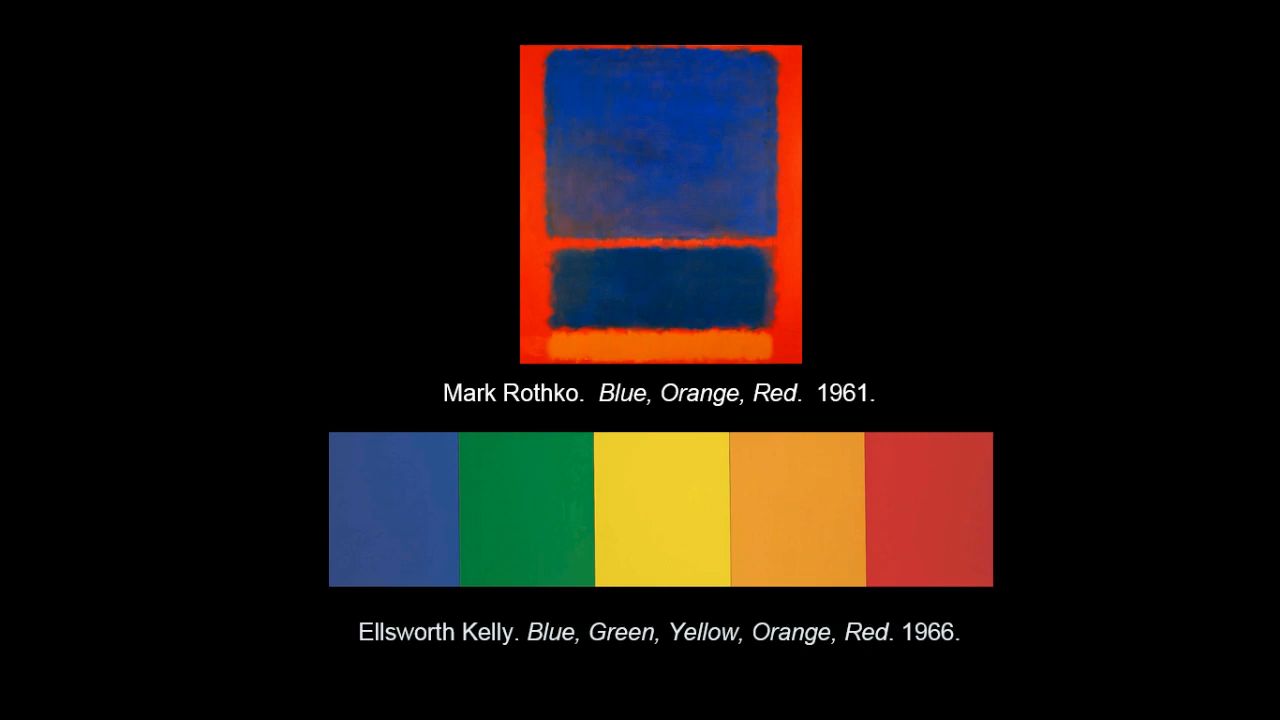 Mark Rothko.  Blue, Orange, Red.  1961.
Ellsworth Kelly. Blue, Green, Yellow, Orange, Red. 1966.